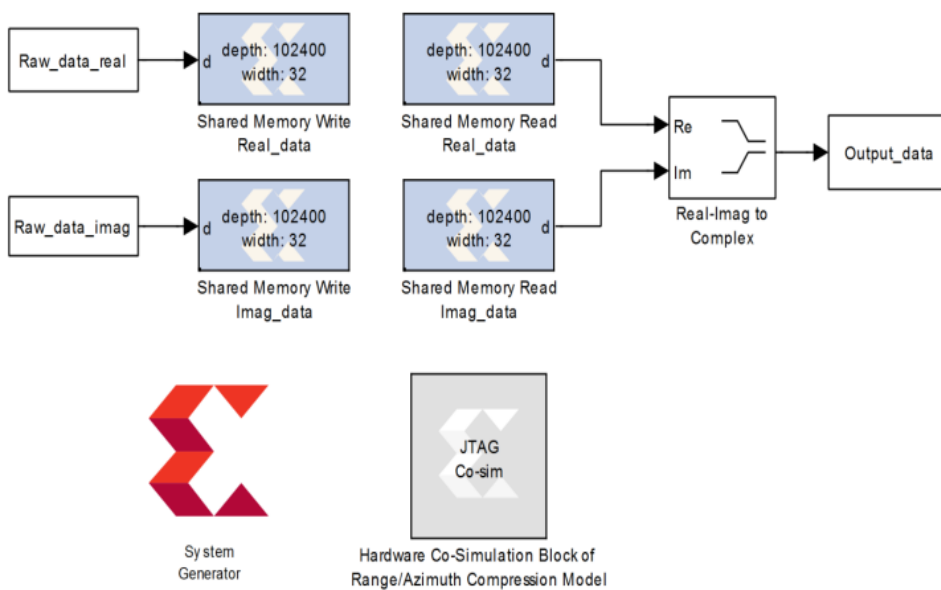 Raw_data_real
d
depth: 102400
width: 32
Shared Memory Write
Real_data
depth: 102400
width: 32
d
Shared Memory Read
Real_data
Re
Im
Real-Imag to
Complex
Output_data
Raw_data_imag
d
depth: 102400
width: 32
Shared Memory Write
Imag_data
depth: 102400
width: 32
d
Shared Memory Read
Imag_data
System
Generator
JTAG
Co-sim
Hardware Co-Simulation Block of
Range/Azimuth Compression Model